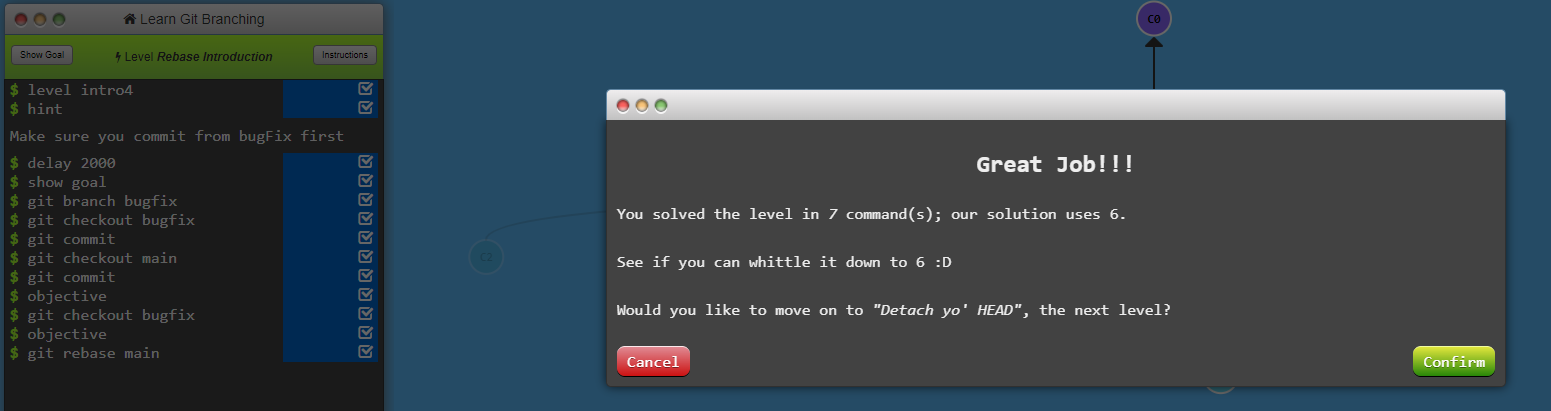 Learn Git Branching
Show Goal
Level Rebase Introduction
Instructions
$ level intro4
$ hint
Make sure you commit from bugFix first
$ delay 2000
$ show goal
$ git branch bugfix
$ git checkout bugfix
$ git commit
$ git checkout main
$ git commit
$ objective
$ git checkout bugfix
$ objective
$ git rebase main
C0
C2
Great Job!!!
You solved the level in 7 command(s); our solution uses 6.
See if you can whittle it down to 6 :D
Would you like to move on to "Detach yo' HEAD", the next level?
Cancel
Confirm